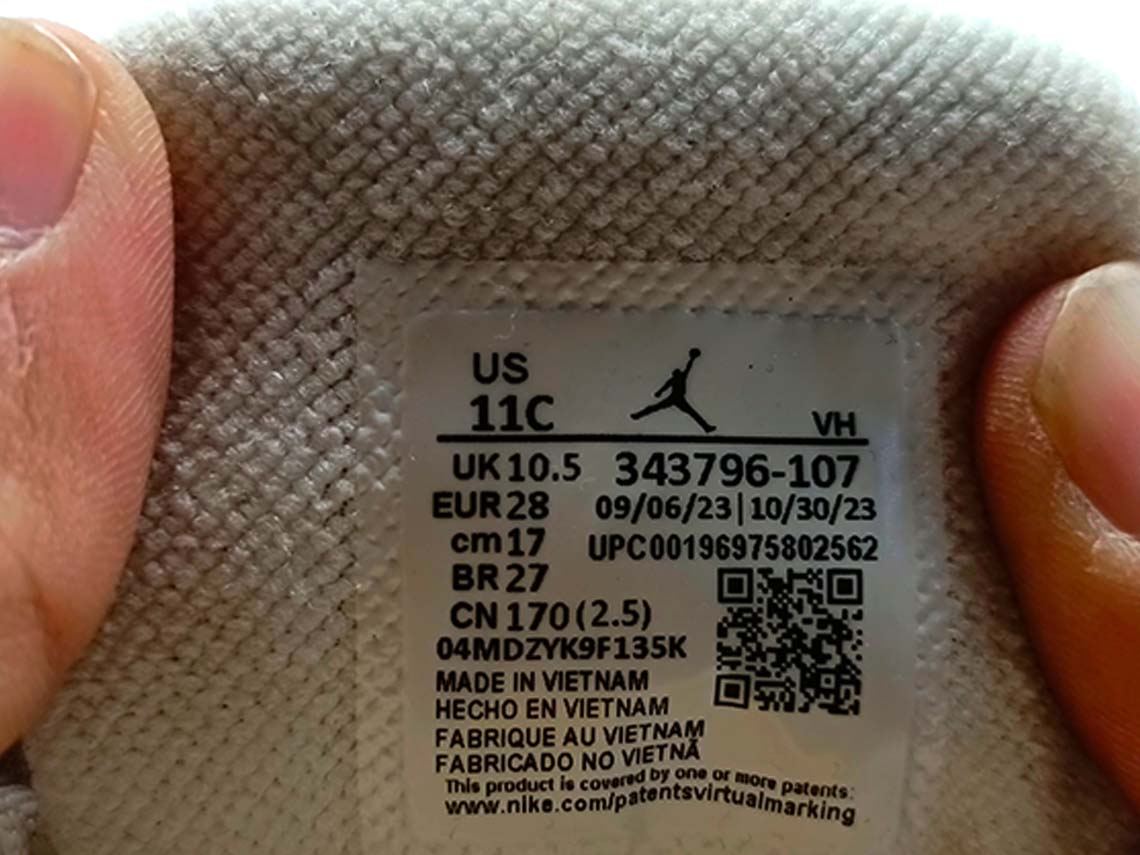 US
11C
VH
UK 10.5 343796-107
EUR 28 09/06/23|10/30/23
cm 17 UPC00196975802562
BR 27
CN 170 (2.5)
04MDZYK9F135K
MADE IN VIETNAM
HECHO EN VIETNAM
FABRIQUE AU VIETNAM
FABRICADO NO VIETNÃ
This product is covered by one or more patents:
www.nike.com/patentsvirtualmarking